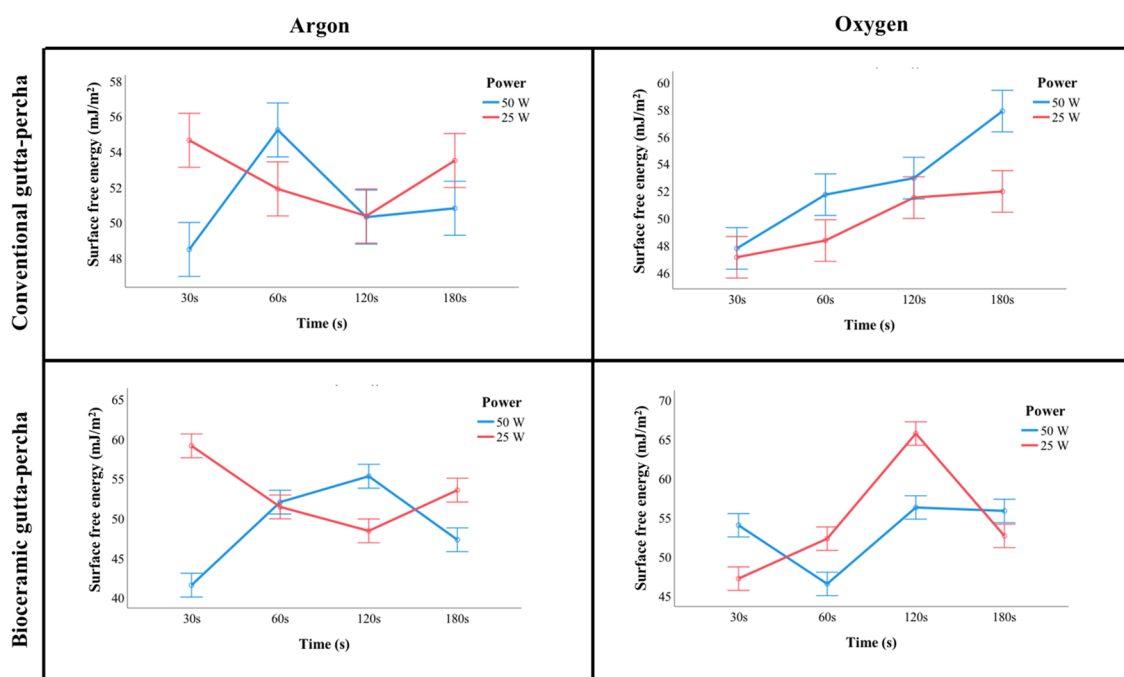 Argon
Oxygen
Conventional gutta-percha
Surface free energy (mJ/m²)
58
56
54
52
50
48
30s
60s
120s
180s
Time (s)
Power
50 W
25 W
Surface free energy (mJ/m²)
60
58
56
54
52
50
48
46
30s
60s
120s
180s
Time (s)
Power
50 W
25 W
Bioceramic gutta-percha
Surface free energy (mJ/m²)
65
60
55
50
45
40
30s
60s
120s
180s
Time (s)
Power
50 W
25 W
Surface free energy (mJ/m²)
70
65
60
55
50
45
30s
60s
120s
180s
Time (s)
Power
50 W
25 W